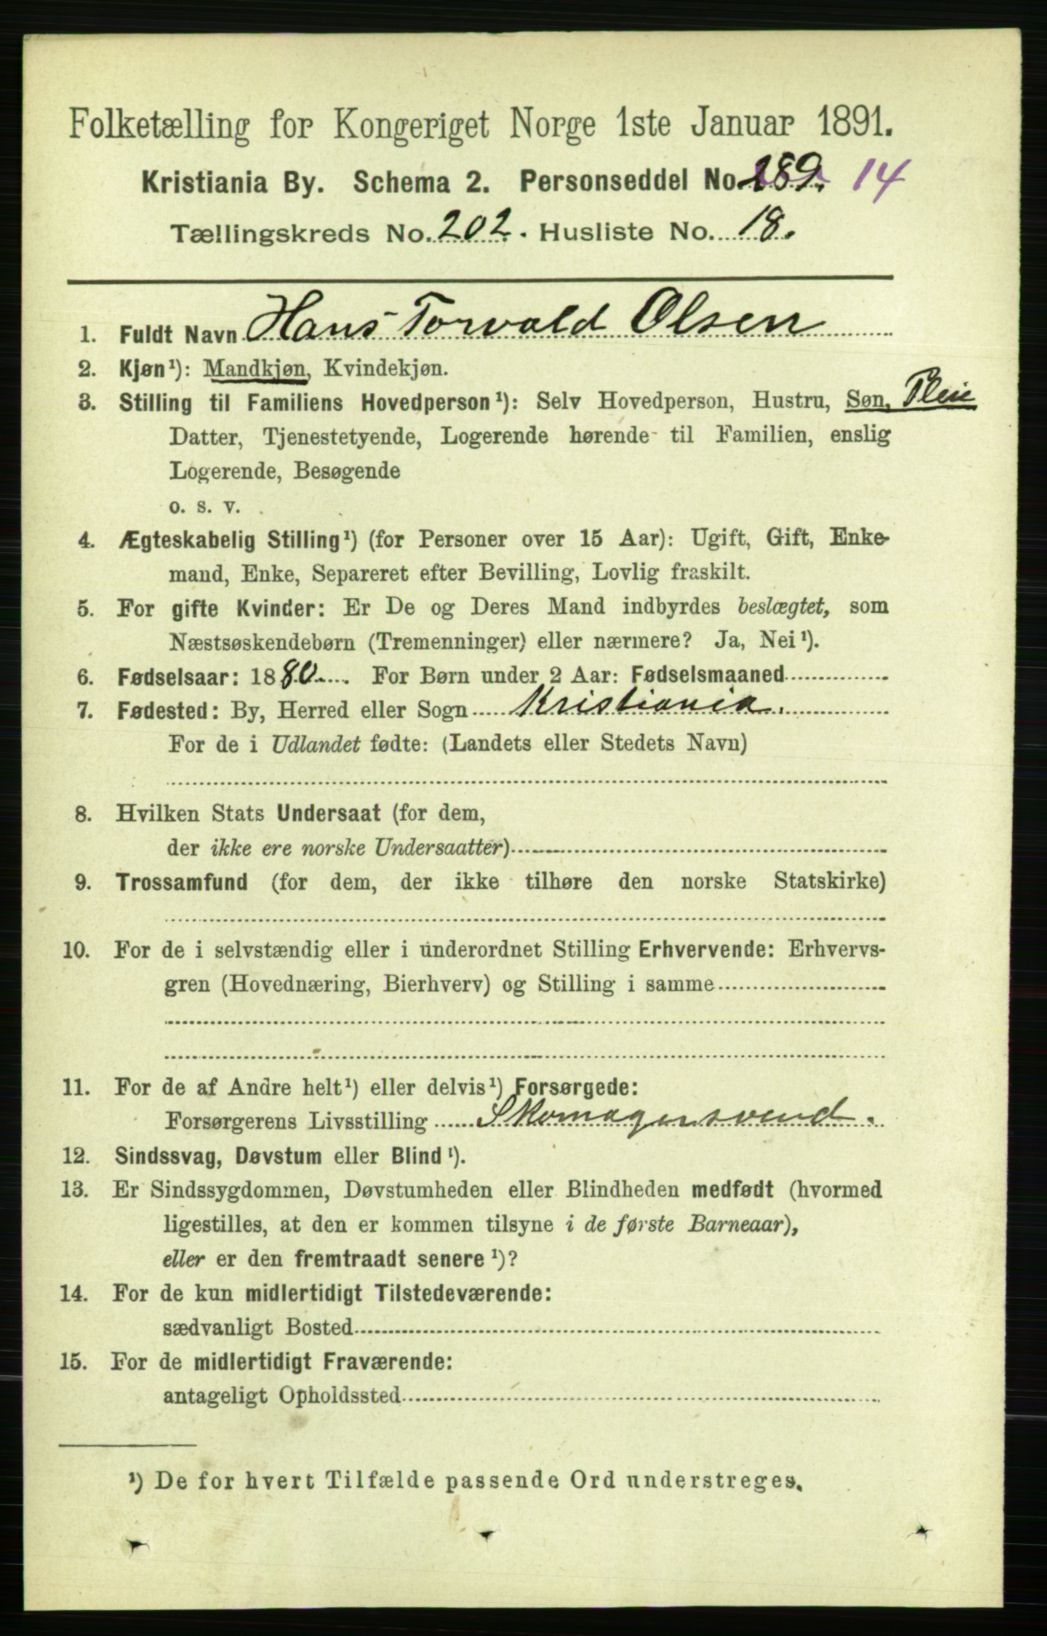 Folketælling for Kongeriget Norge 1ste Januar 1891.
Kristiania By. Schema 2. Personseddel No. 289. 14
Tællingskreds No. 202. Husliste No. 18.
1. Fuldt Navn Hans Torvald Olsen
2. Kjøn¹): Mandkjøn, Kvindekjøn.
3. Stilling til Familiens Hovedperson¹): Selv Hovedperson, Hustru, Søn, Pleie
Datter, Tjenestetyende, Logerende hørende til Familien, enslig
Logerende, Besøgende
o. s. v.
4. Ægteskabelig Stilling¹) (for Personer over 15 Aar): Ugift, Gift, Enke-
mand, Enke, Separeret efter Bevilling, Lovlig fraskilt.
5. For gifte Kvinder: Er De og Deres Mand indbyrdes beslægtet, som
Næstsøskendebørn (Tremenninger) eller nærmere? Ja, Nei¹).
6. Fødselsaar: 1880. For Børn under 2 Aar: Fødselsmaaned
7. Fødested: By, Herred eller Sogn Kristiania.
For de i Udlandet fødte: (Landets eller Stedets Navn)
8. Hvilken Stats Undersaat (for dem,
der ikke ere norske Undersaatter)
9. Trossamfund (for dem, der ikke tilhøre den norske Statskirke)
10. For de i selvstændig eller i underordnet Stilling Erhvervende: Erhvervs-
gren (Hovednæring, Bierhverv) og Stilling i samme
11. For de af Andre helt¹) eller delvis¹) Forsørgede:
Forsørgerens Livsstilling Skomagersvend.
12. Sindssvag, Døvstum eller Blind¹).
13. Er Sindssygdommen, Døvstumheden eller Blindheden medfødt (hvormed
ligestilles, at den er kommen tilsyne i de første Barneaar),
eller er den fremtraadt senere¹)?
14. For de kun midlertidigt Tilstedeværende:
sædvanligt Bosted
15. For de midlertidigt Fraværende:
antageligt Opholdssted
¹) De for hvert Tilfælde passende Ord understreges.